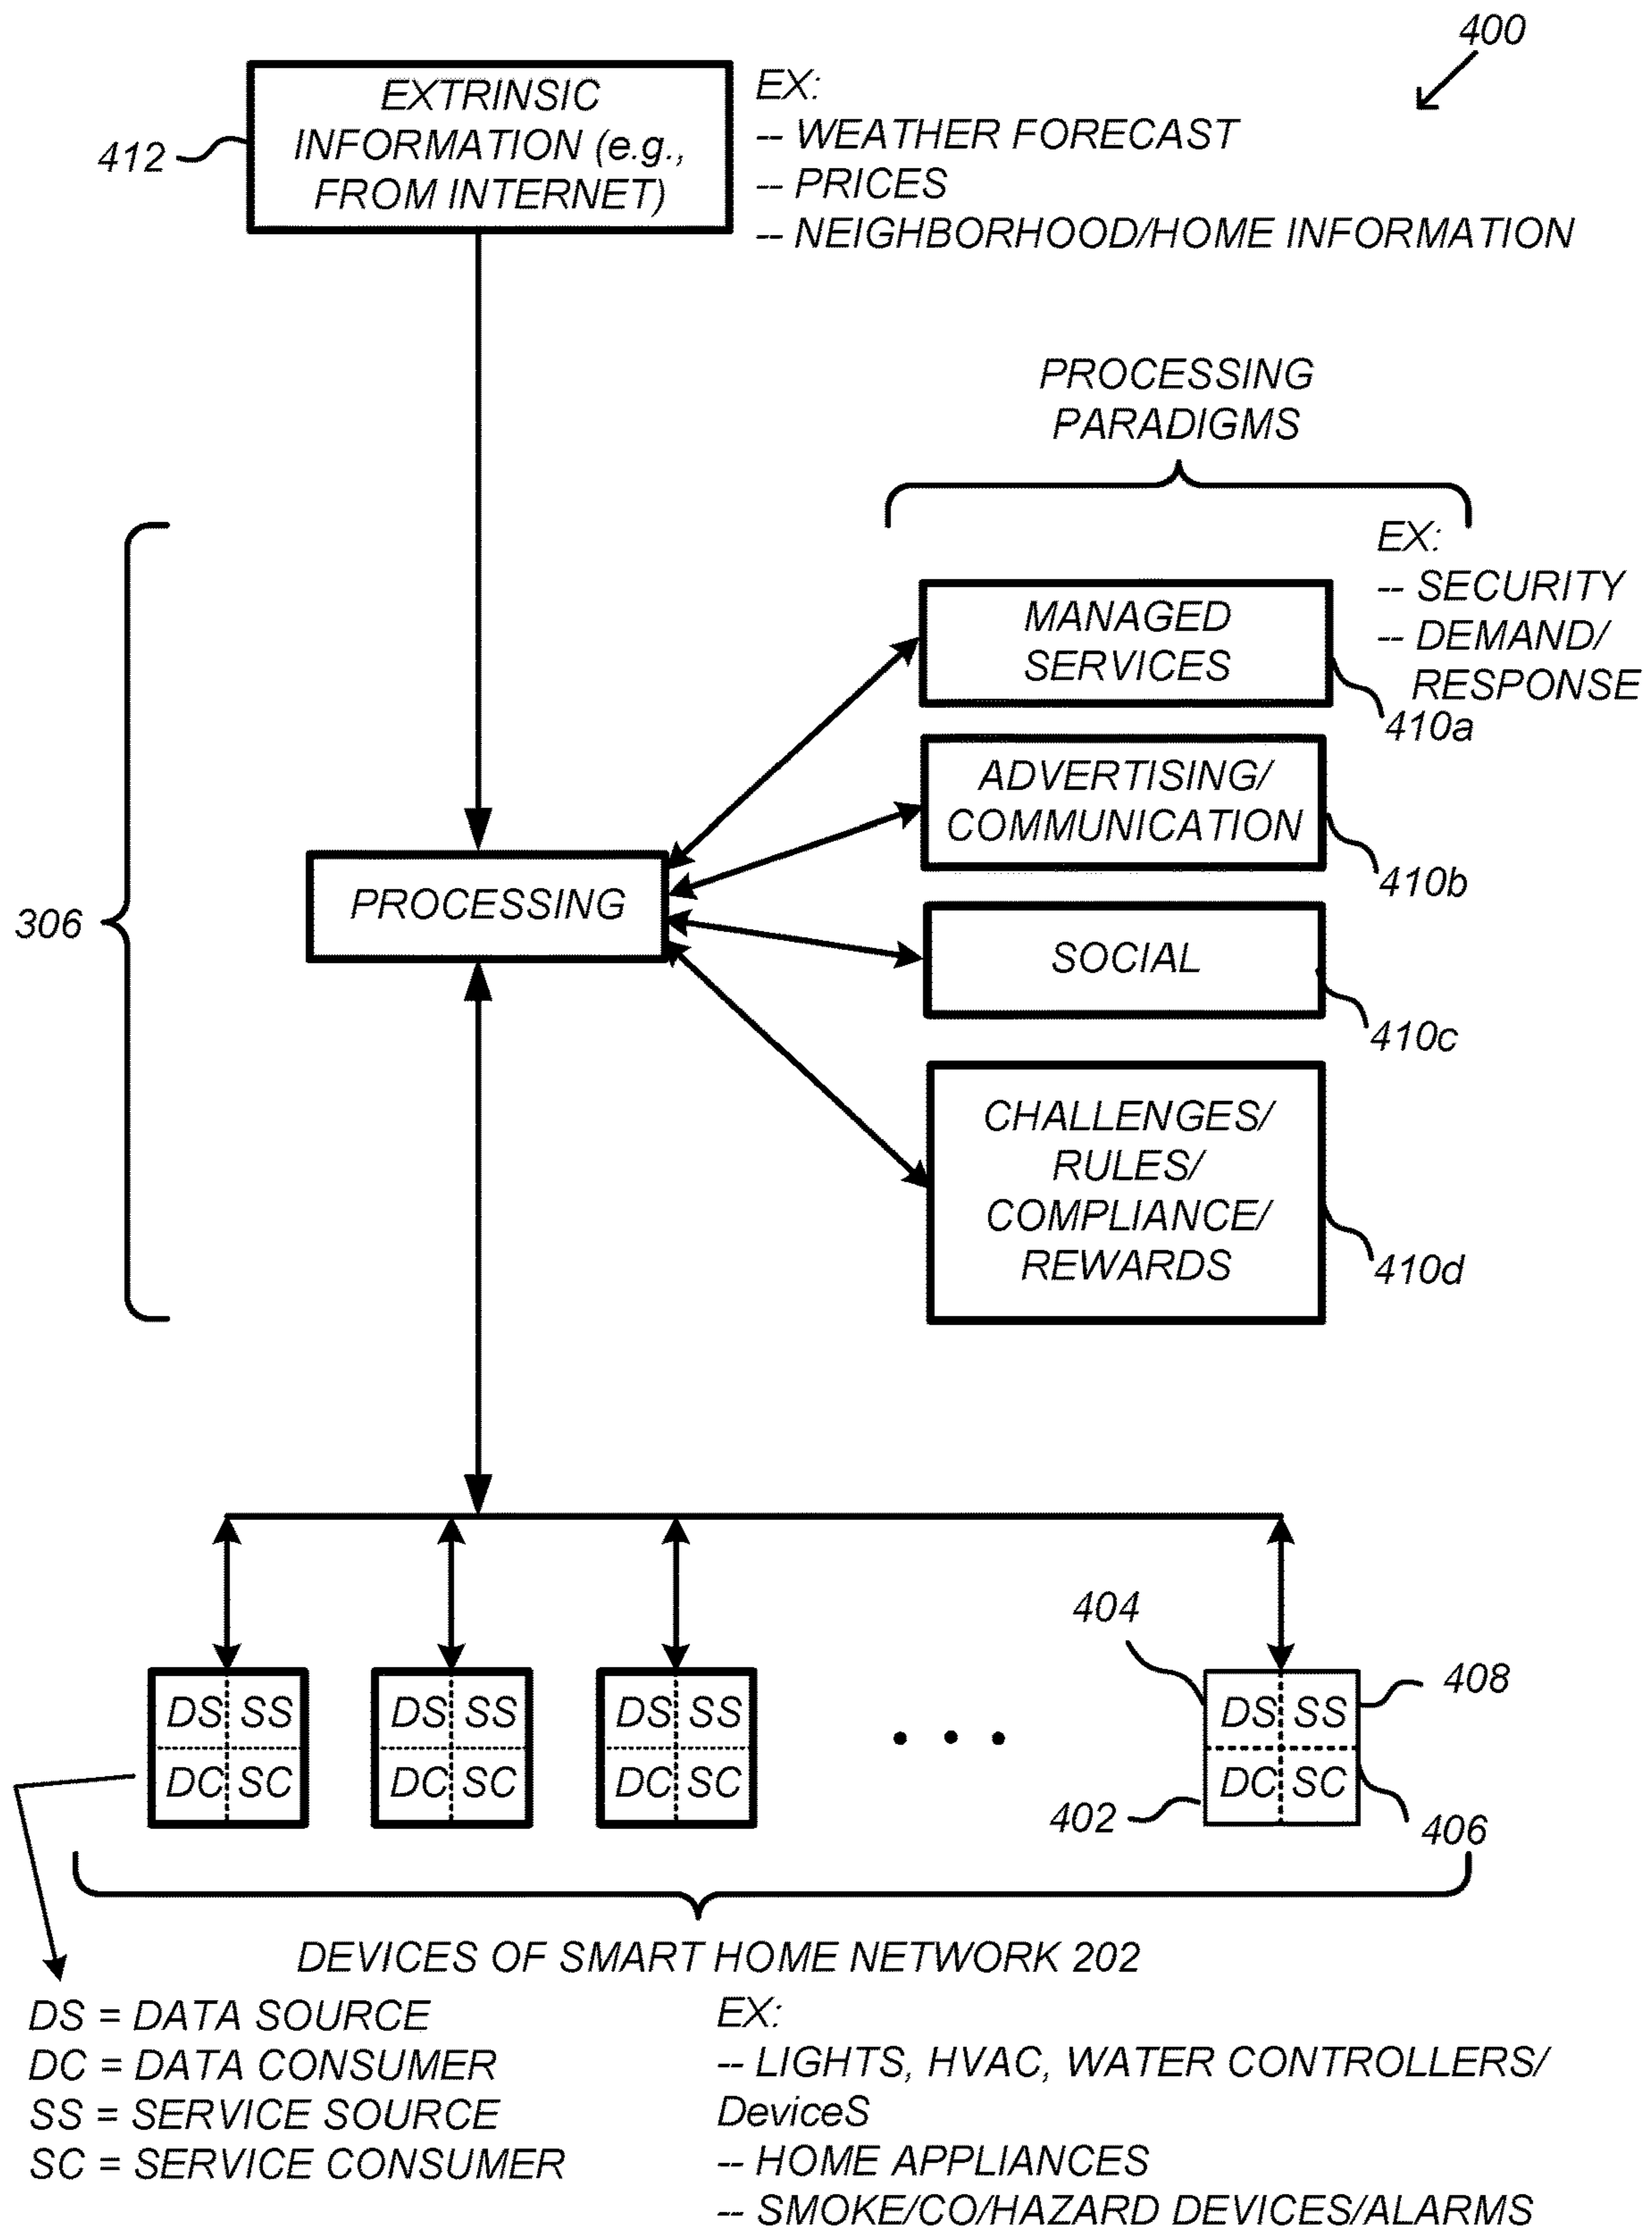 400
EXTRINSIC
INFORMATION (e.g.,
FROM INTERNET)
412
EX:
-- WEATHER FORECAST
-- PRICES
-- NEIGHBORHOOD/HOME INFORMATION
PROCESSING
PARADIGMS
EX:
-- SECURITY
-- DEMAND/
RESPONSE
MANAGED
SERVICES
410a
ADVERTISING/
COMMUNICATION
410b
PROCESSING
306
SOCIAL
410c
CHALLENGES/
RULES/
COMPLIANCE/
REWARDS
410d
404
408
402
406
DS SS
DC SC
DS SS
DC SC
DS SS
DC SC
. . .
DS SS
DC SC
DEVICES OF SMART HOME NETWORK 202
DS = DATA SOURCE
DC = DATA CONSUMER
SS = SERVICE SOURCE
SC = SERVICE CONSUMER
EX:
-- LIGHTS, HVAC, WATER CONTROLLERS/
DeviceS
-- HOME APPLIANCES
-- SMOKE/CO/HAZARD DEVICES/ALARMS